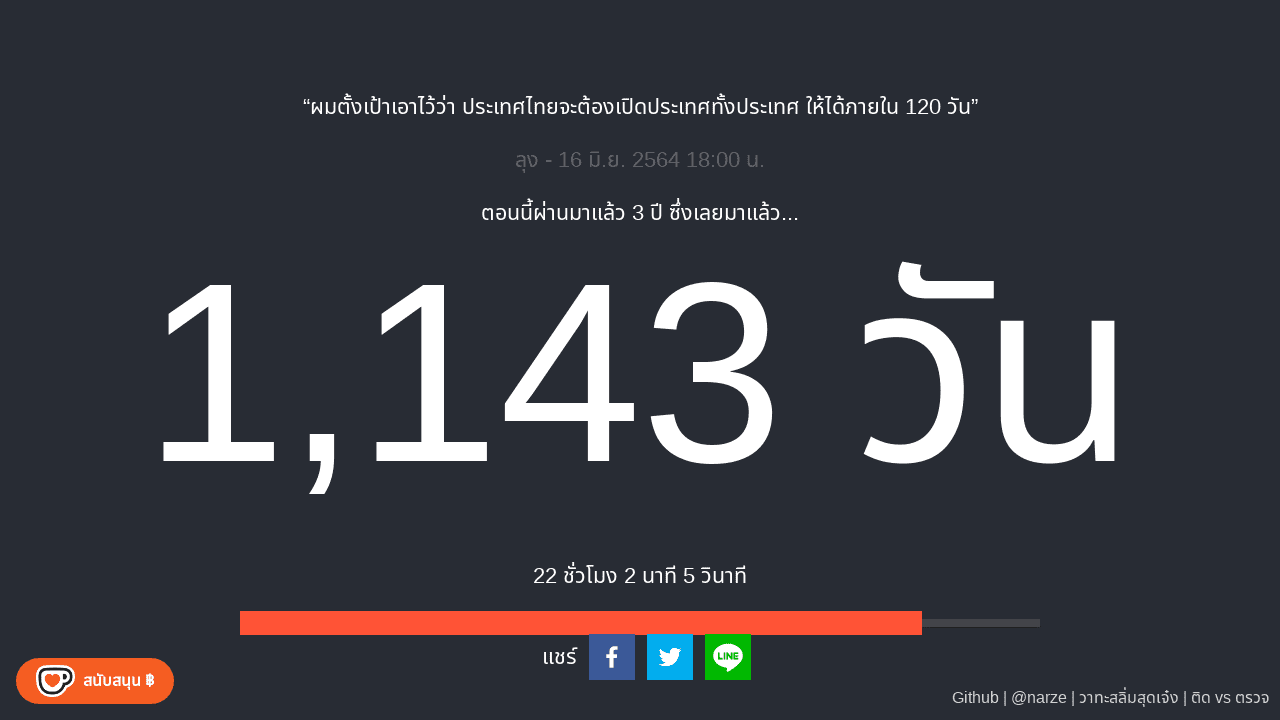 “ผมตั้งเป้าเอาไว้ว่า ประเทศไทยจะต้องเปิดประเทศทั้งประเทศ ให้ได้ภายใน 120 วัน”
ลุง - 16 มิ.ย. 2564 18:00 น.
ตอนนี้ผ่านมาแล้ว 3 ปี ซึ่งเลยมาแล้ว...
1,143 วัน
22 ชั่วโมง 2 นาที 5 วินาที
แชร์
LINE
สนับสนุน ฿
Github | @narze | วาทะสลิ่มสุดเจ๋ง | ติด vs ตรวจ